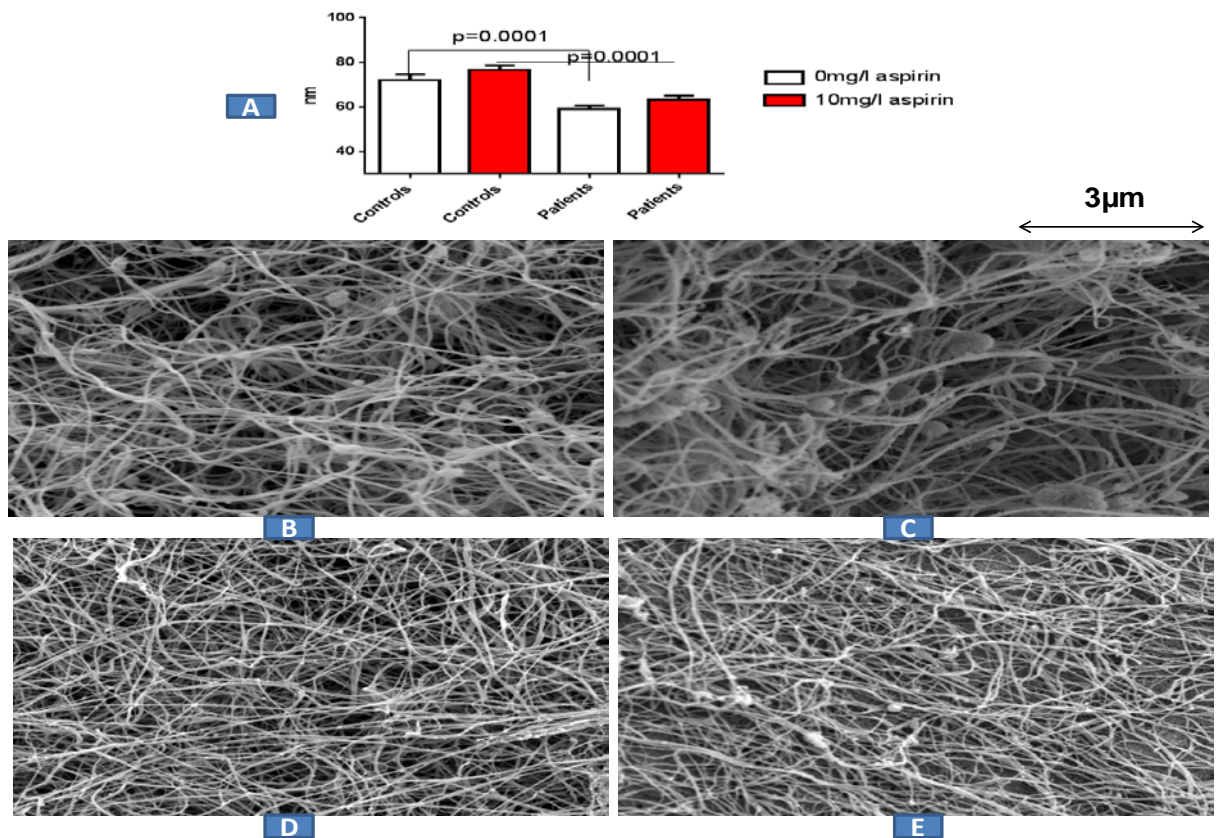 100
80
60
40
nm
p=0.0001
p=0.0001
Controls
Controls
Patients
Patients
0mg/l aspirin
10mg/l aspirin
A
3µm
B
C
D
E